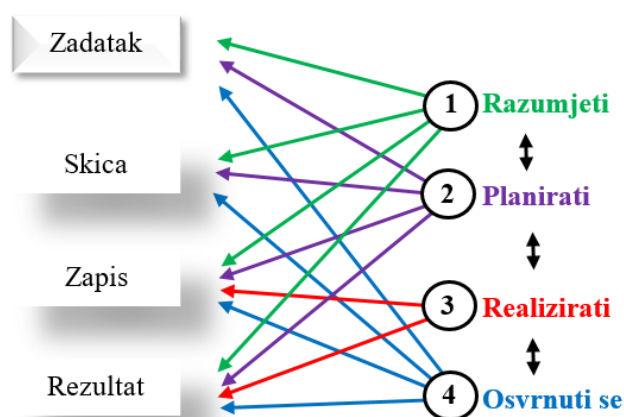 Zadatak
Skica
Zapis
Rezultat
1 Razumjeti
2 Planirati
3 Realizirati
4 Osvrnuti se